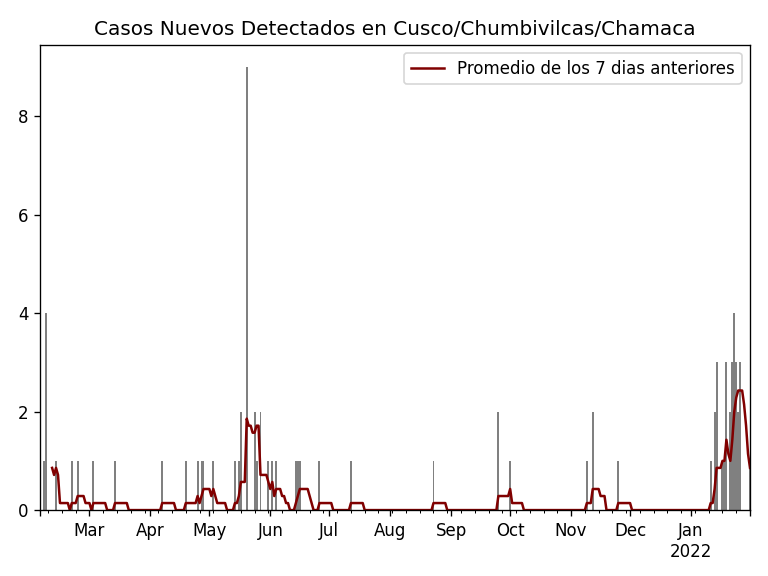 Casos Nuevos Detectados en Cusco/Chumbivilcas/Chamaca
Promedio de los 7 dias anteriores
8
6
4
2
0
Mar Apr May Jun Jul Aug Sep Oct Nov Dec Jan
2022